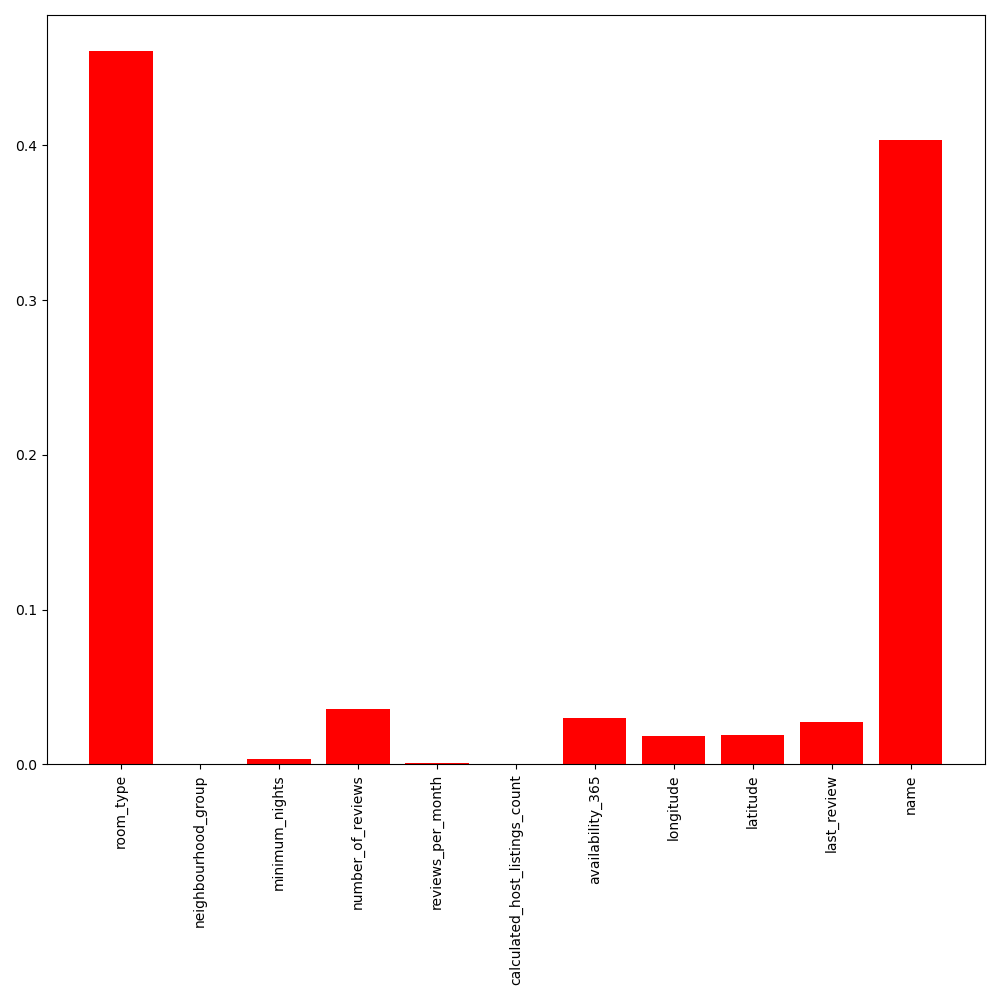 0.4
0.3
0.2
0.1
0.0
room_type
neighbourhood_group
minimum_nights
number_of_reviews
reviews_per_month
calculated_host_listings_count
availability_365
longitude
latitude
last_review
name